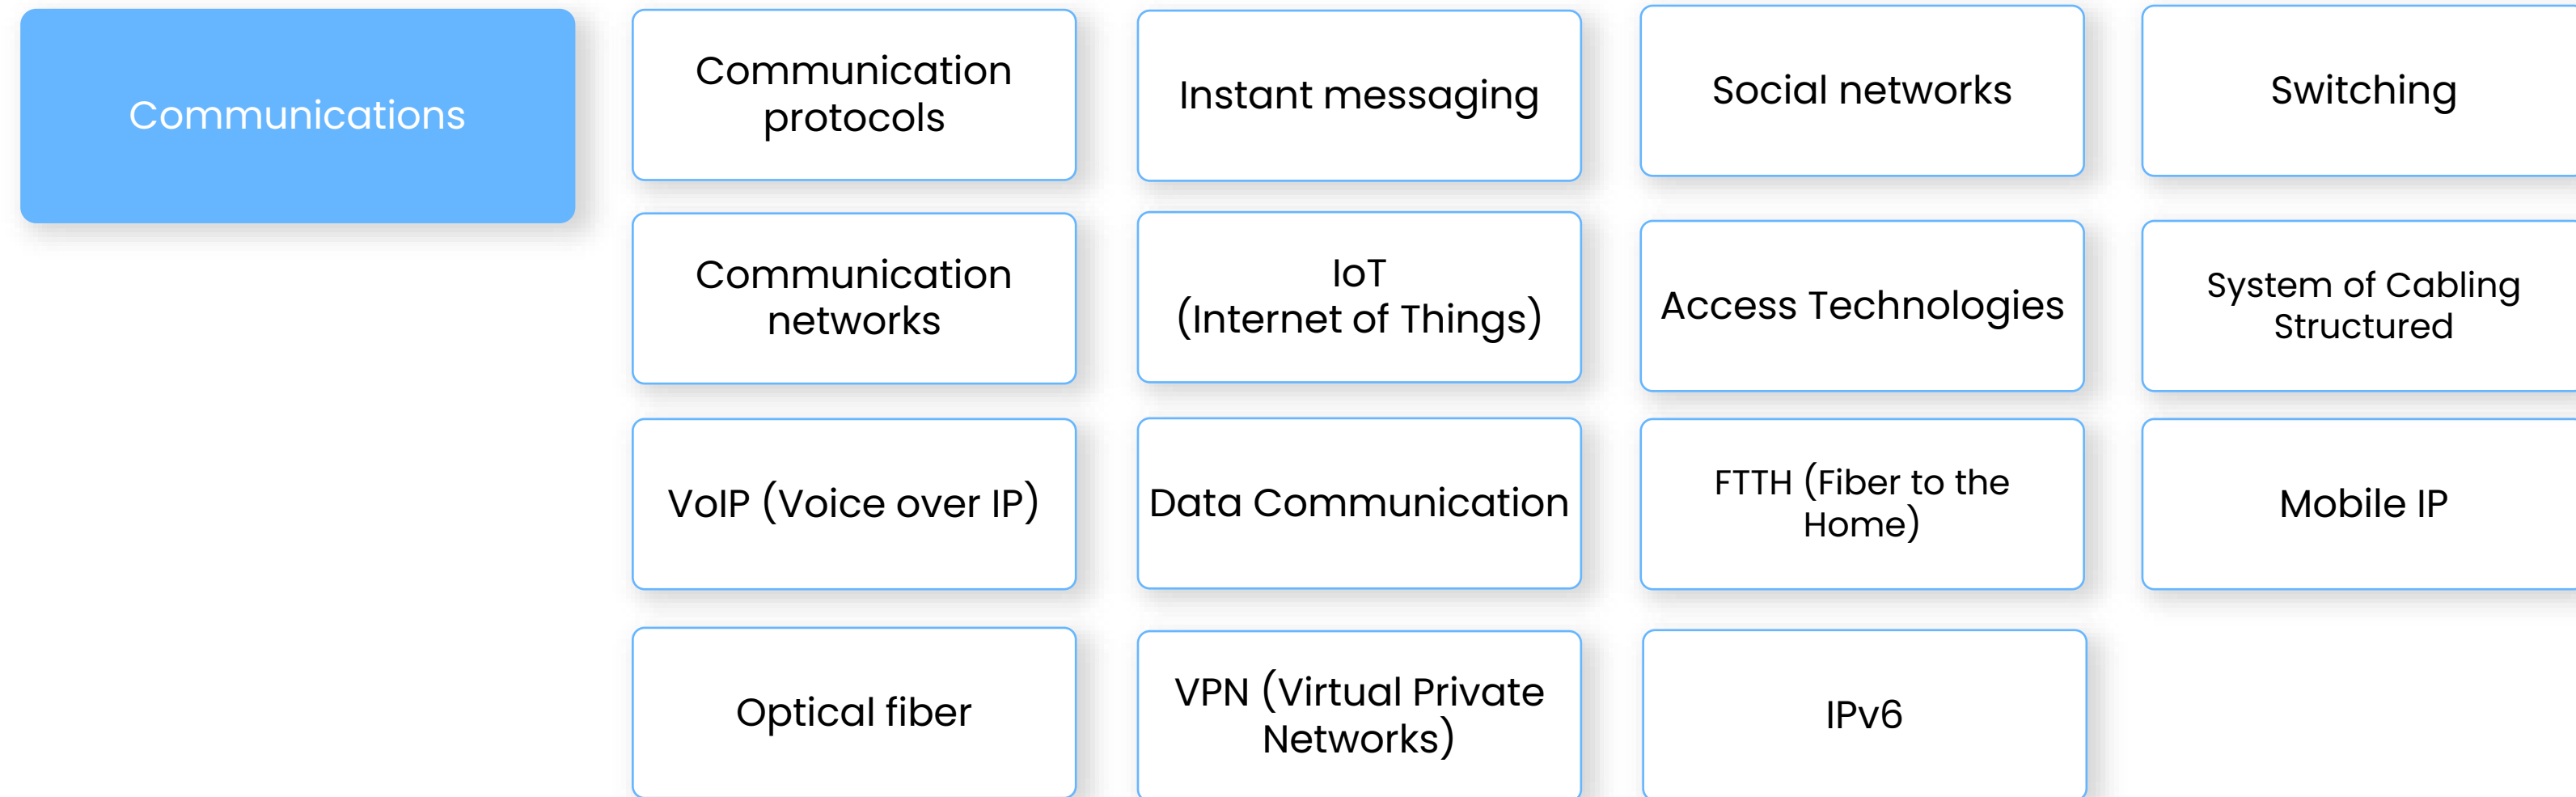 Communications
Communication
protocols
Instant messaging
Social networks
Switching
Communication
networks
IoT
(Internet of Things)
Access Technologies
System of Cabling
Structured
VoIP (Voice over IP)
Data Communication
FTTH (Fiber to the
Home)
Mobile IP
Optical fiber
VPN (Virtual Private
Networks)
IPv6